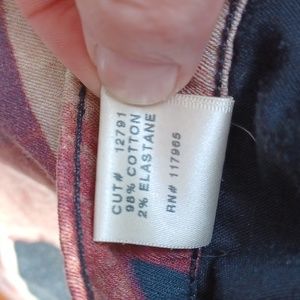 CUT# 12791
98% COTTON
2% ELASTANE
RN# 117965